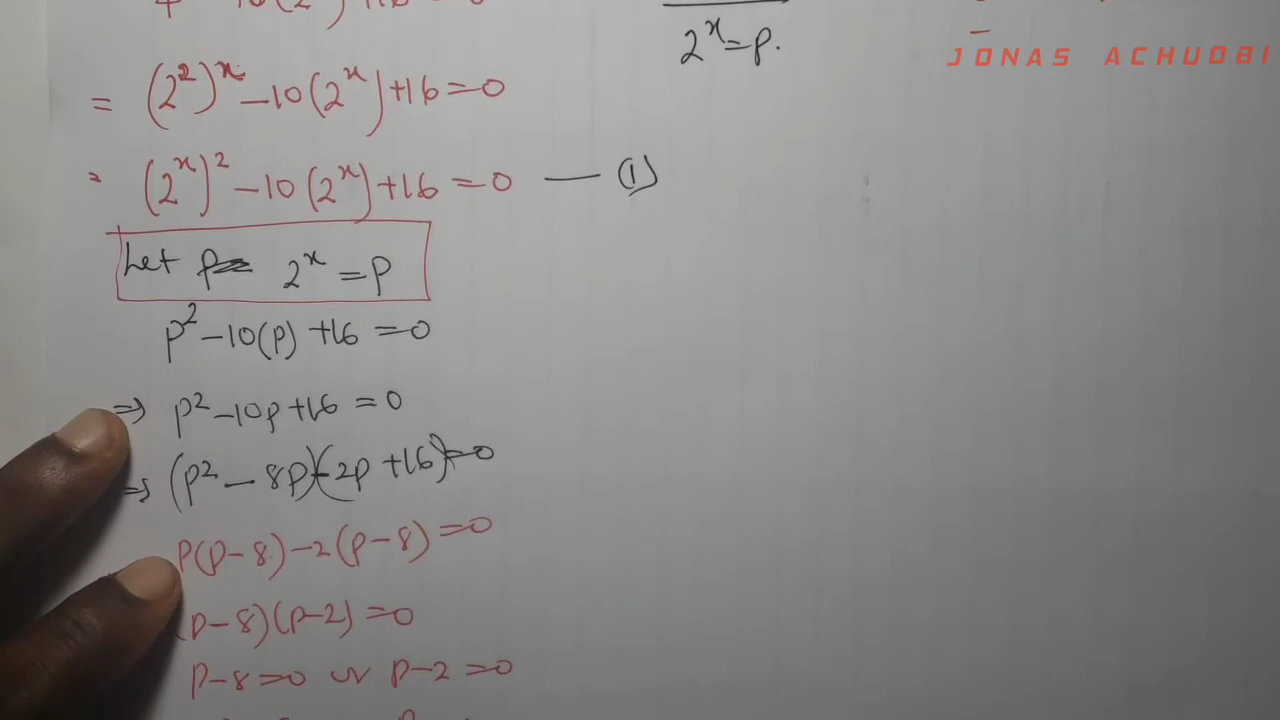 2^x = p.
JONAS ACHUOBI
= (2^2)^x - 10(2^x) + 16 = 0
= (2^x)^2 - 10(2^x) + 16 = 0 — (1)
Let 2^x = p
p^2 - 10(p) + 16 = 0
⇒ p^2 - 10p + 16 = 0
⇒ (p^2 - 8p)(-2p + 16) = 0
P(p - 8) - 2(p - 8) = 0
(p - 8)(p - 2) = 0
p - 8 = 0 or p - 2 = 0